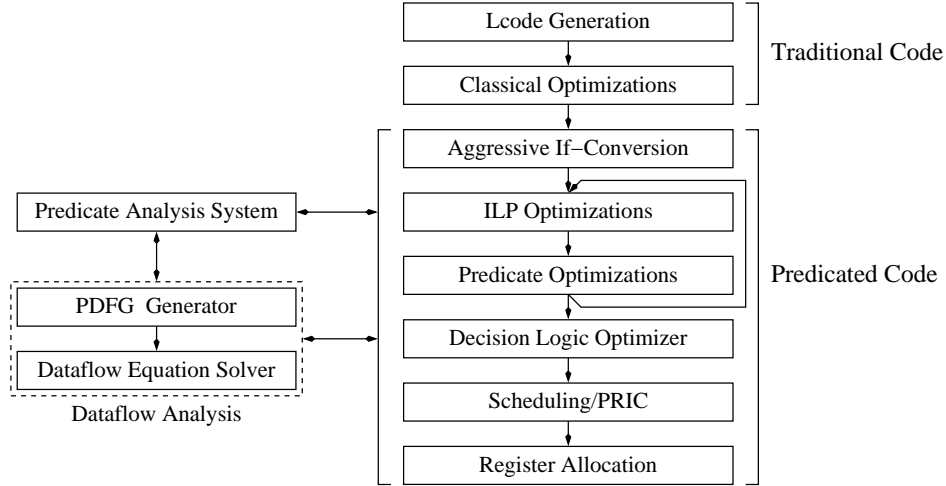 Lcode Generation
Traditional Code
Classical Optimizations
Aggressive If−Conversion
Predicate Analysis System
ILP Optimizations
Predicate Optimizations
Predicated Code
PDFG Generator
Decision Logic Optimizer
Dataflow Equation Solver
Dataflow Analysis
Scheduling/PRIC
Register Allocation